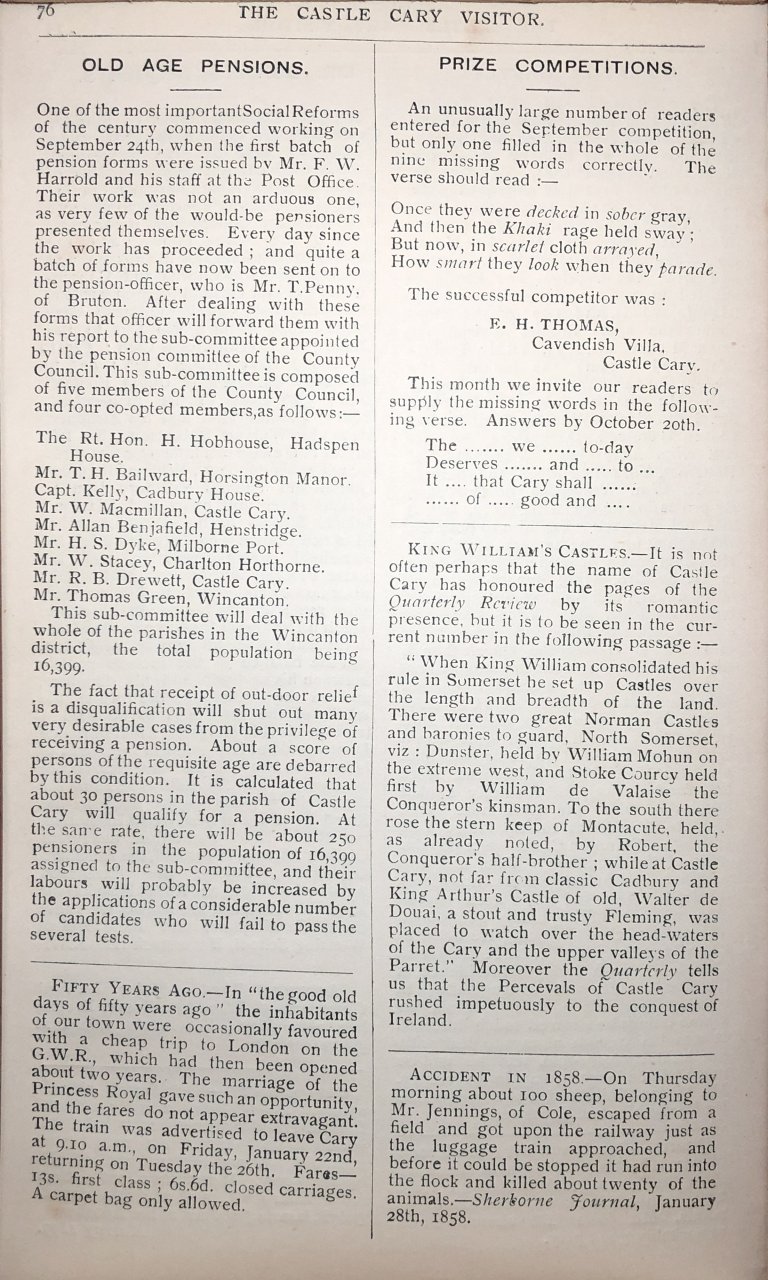 76
THE CASTLE CARY VISITOR.
OLD AGE PENSIONS.
One of the most importantSocialReforms
of the century commenced working on
September 24th, when the first batch of
pension forms were issued by Mr. F. W.
Harrold and his staff at the Post Office.
Their work was not an arduous one,
as very few of the would-be pensioners
presented themselves. Every day since
the work has proceeded ; and quite a
batch of forms have now been sent on to
the pension-officer, who is Mr. T.Penny,
of Bruton. After dealing with these
forms that officer will forward them with
his report to the sub-committee appointed
by the pension committee of the County
Council. This sub-committee is composed
of five members of the County Council,
and four co-opted members,as follows:—
The Rt. Hon. H. Hobhouse, Hadspen
House.
Mr. T. H. Bailward, Horsington Manor.
Capt. Kelly, Cadbury House.
Mr. W. Macmillan, Castle Cary.
Mr. Allan Benjafield, Henstridge.
Mr. H. S. Dyke, Milborne Port.
Mr. W. Stacey, Charlton Horthorne.
Mr. R. B. Drewett, Castle Cary.
Mr. Thomas Green, Wincanton.
This sub-committee will deal with the
whole of the parishes in the Wincanton
district, the total population being
16,399.
The fact that receipt of out-door relief
is a disqualification will shut out many
very desirable cases from the privilege of
receiving a pension. About a score of
persons of the requisite age are debarred
by this condition. It is calculated that
about 30 persons in the parish of Castle
Cary will qualify for a pension. At
the same rate, there will be about 250
pensioners in the population of 16,399
assigned to the sub-committee, and their
labours will probably be increased by
the applications of a considerable number
of candidates who will fail to pass the
several tests.
FIFTY YEARS AGO.—In "the good old
days of fifty years ago" the inhabitants
of our town were occasionally favoured
with a cheap trip to London on the
G.W.R., which had then been opened
about two years. The marriage of the
Princess Royal gave such an opportunity,
and the fares do not appear extravagant.
The train was advertised to leave Cary
at 9.10 a.m., on Friday, January 22nd,
returning on Tuesday the 26th. Fares—
13s. first class ; 6s.6d. closed carriages.
A carpet bag only allowed.
PRIZE COMPETITIONS.
An unusually large number of readers
entered for the September competition,
but only one filled in the whole of the
nine missing words correctly. The
verse should read :—
Once they were decked in sober gray,
And then the Khaki rage held sway ;
But now, in scarlet cloth arrayed,
How smart they look when they parade.
The successful competitor was :
E. H. THOMAS,
Cavendish Villa,
Castle Cary.
This month we invite our readers to
supply the missing words in the follow-
ing verse. Answers by October 20th.
The ....... we ...... to-day
Deserves ....... and ..... to ...
It .... that Cary shall ......
...... of ..... good and ....
KING WILLIAM'S CASTLES.—It is not
often perhaps that the name of Castle
Cary has honoured the pages of the
Quarterly Review by its romantic
presence, but it is to be seen in the cur-
rent number in the following passage :—
"When King William consolidated his
rule in Somerset he set up Castles over
the length and breadth of the land.
There were two great Norman Castles
and baronies to guard, North Somerset,
viz : Dunster, held by William Mohun on
the extreme west, and Stoke Courcy held
first by William de Valaise the
Conqueror's kinsman. To the south there
rose the stern keep of Montacute, held,
as already noted, by Robert, the
Conqueror's half-brother ; while at Castle
Cary, not far from classic Cadbury and
King Arthur's Castle of old, Walter de
Douai, a stout and trusty Fleming, was
placed to watch over the head-waters
of the Cary and the upper valleys of the
Parret." Moreover the Quarterly tells
us that the Percevals of Castle Cary
rushed impetuously to the conquest of
Ireland.
ACCIDENT IN 1858.—On Thursday
morning about 100 sheep, belonging to
Mr. Jennings, of Cole, escaped from a
field and got upon the railway just as
the luggage train approached, and
before it could be stopped it had run into
the flock and killed about twenty of the
animals.—Sherborne Journal, January
28th, 1858.